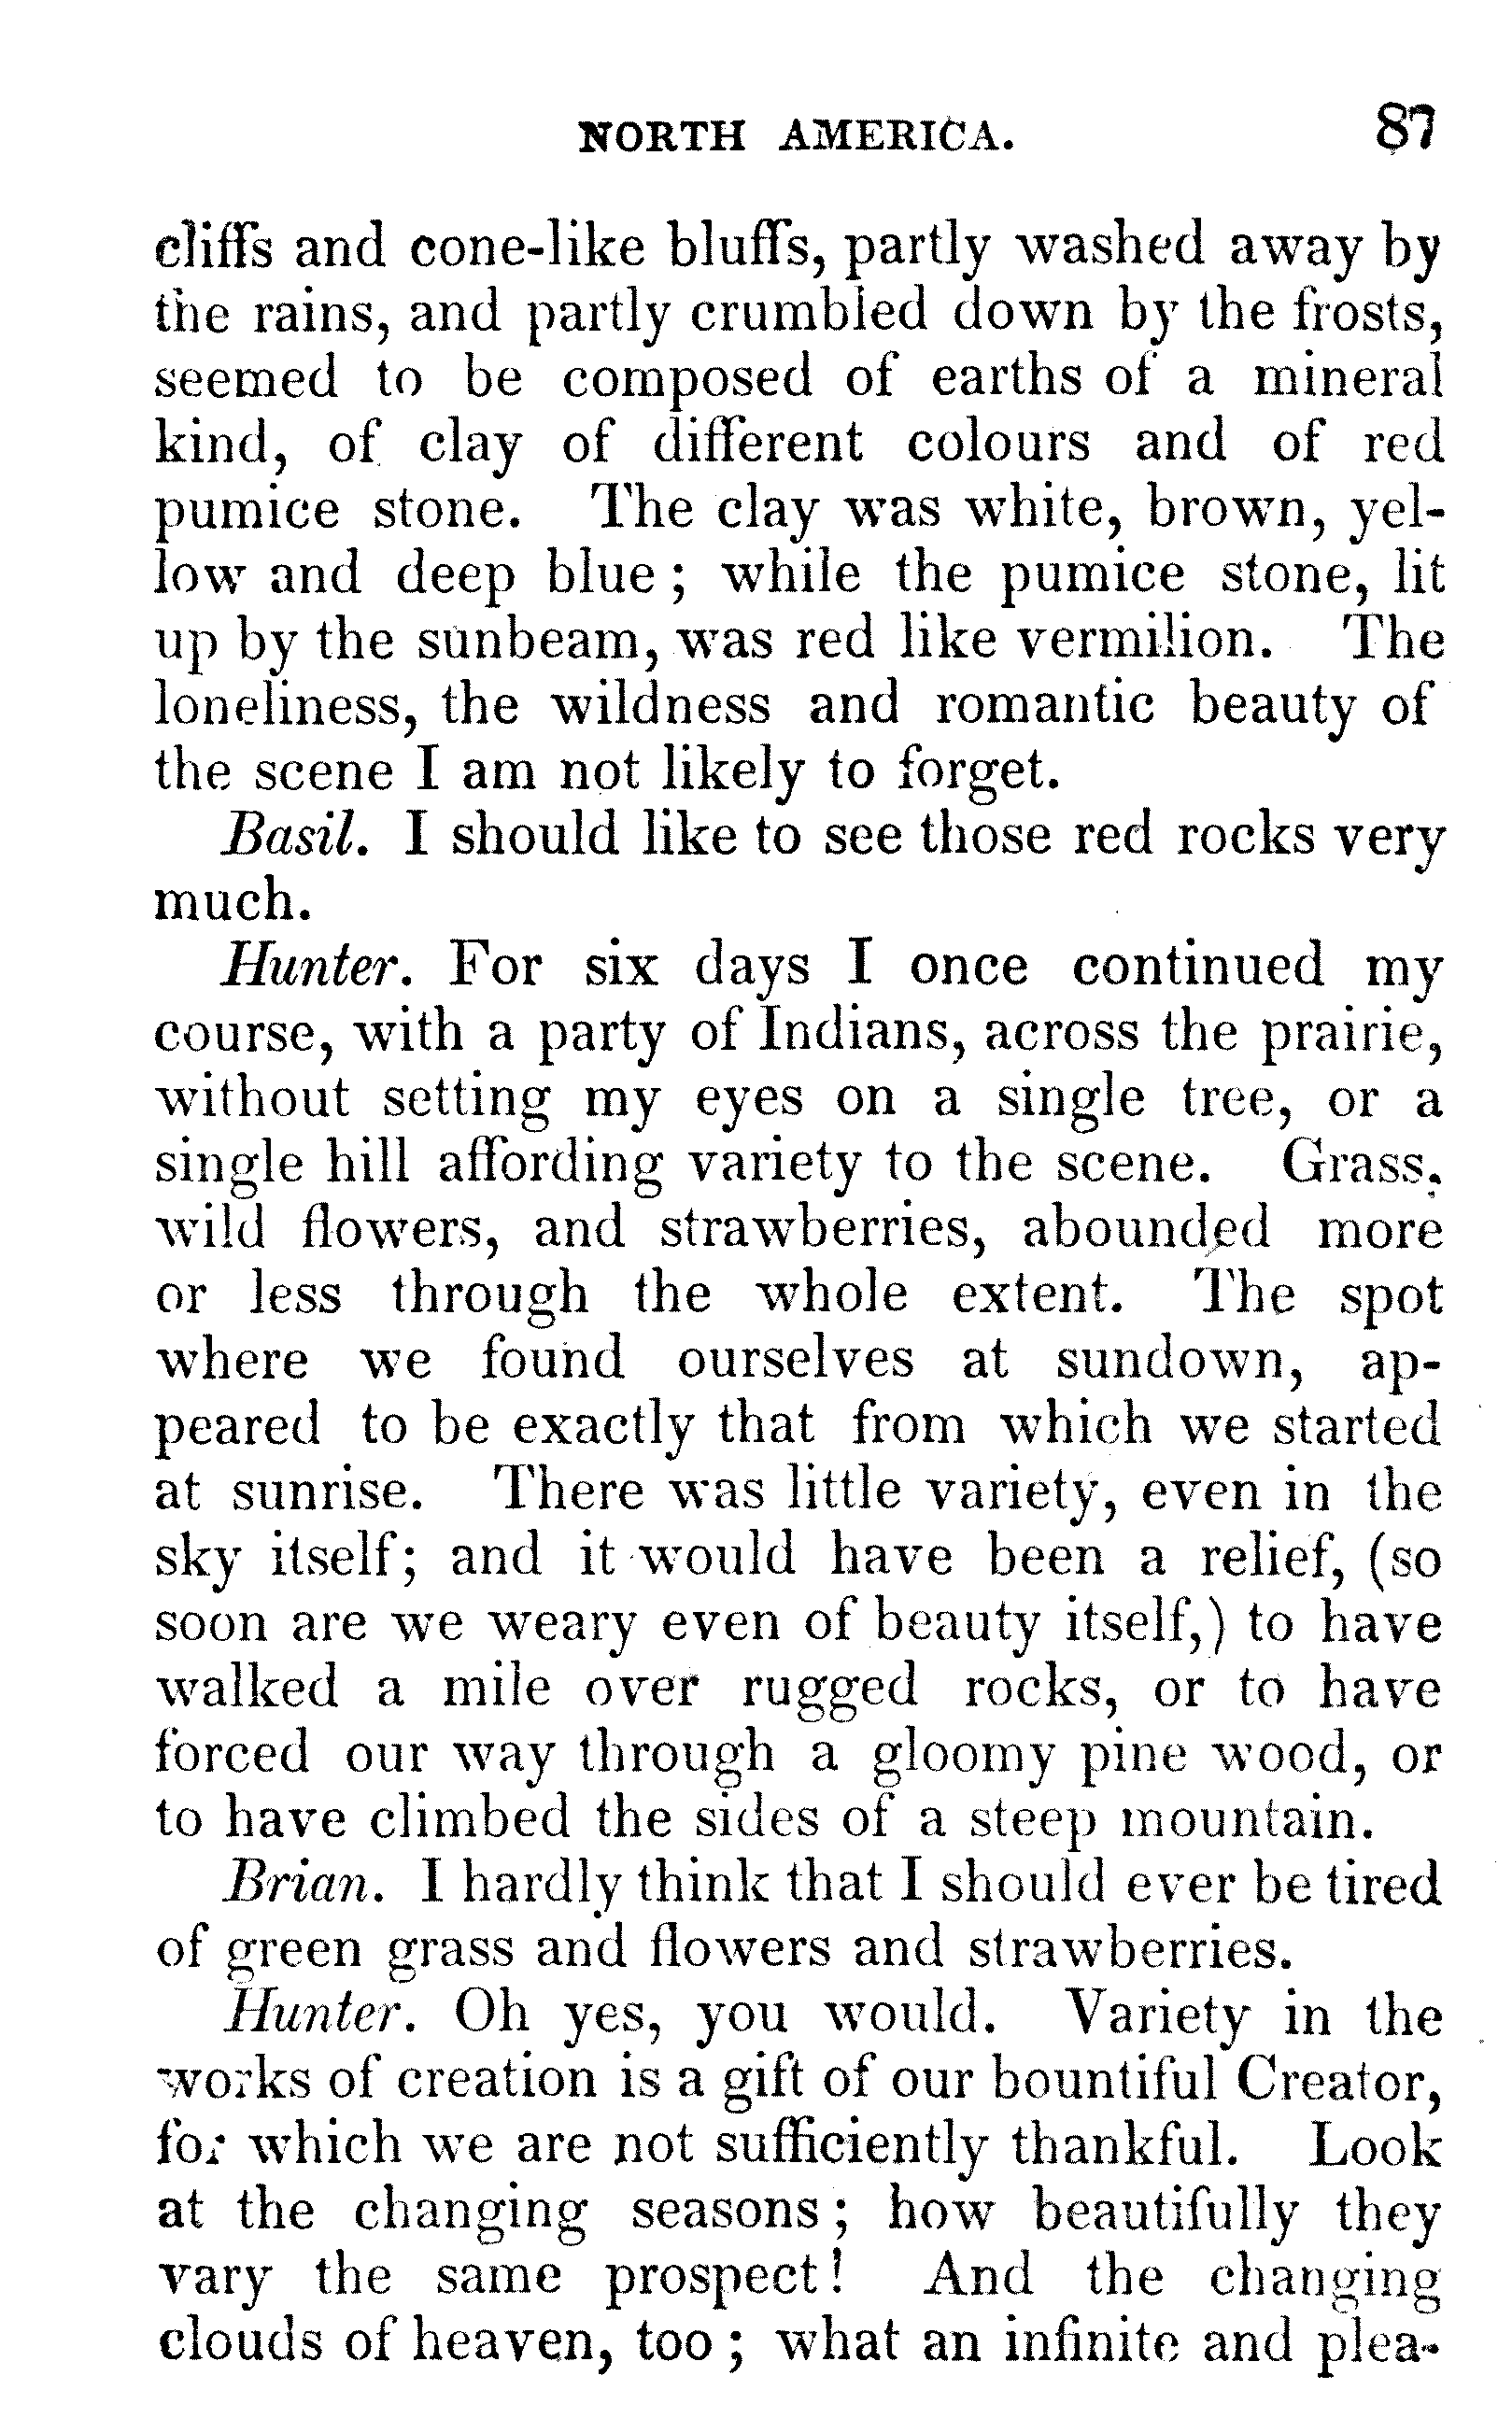 NORTH AMERICA. 87
cliffs and cone-like bluffs, partly washed away by
the rains, and partly crumbled down by the frosts,
seemed to be composed of earths of a mineral
kind, of clay of different colours and of red
pumice stone. The clay was white, brown, yel-
low and deep blue; while the pumice stone, lit
up by the sunbeam, was red like vermilion. The
loneliness, the wildness and romantic beauty of
the scene I am not likely to forget.
Basil. I should like to see those red rocks very
much.
Hunter. For six days I once continued my
course, with a party of Indians, across the prairie,
without setting my eyes on a single tree, or a
single hill affording variety to the scene. Grass,
wild flowers, and strawberries, abounded more
or less through the whole extent. The spot
where we found ourselves at sundown, ap-
peared to be exactly that from which we started
at sunrise. There was little variety, even in the
sky itself; and it would have been a relief, (so
soon are we weary even of beauty itself,) to have
walked a mile over rugged rocks, or to have
forced our way through a gloomy pine wood, or
to have climbed the sides of a steep mountain.
Brian. I hardly think that I should ever be tired
of green grass and flowers and strawberries.
Hunter. Oh yes, you would. Variety in the
works of creation is a gift of our bountiful Creator,
for which we are not sufficiently thankful. Look
at the changing seasons; how beautifully they
vary the same prospect! And the changing
clouds of heaven, too; what an infinite and plea-